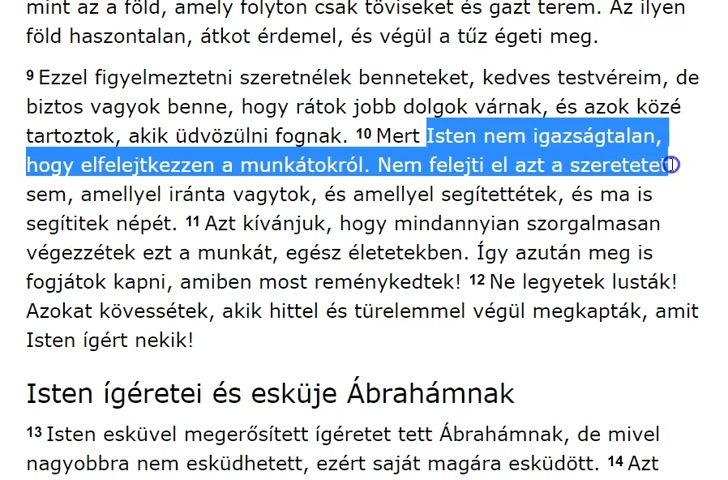 mint az a föld, amely folyton csak töviseket és gazt terem. Az ilyen
föld haszontalan, átkot érdemel, és végül a tűz égeti meg.
9 Ezzel figyelmeztetni szeretnélek benneteket, kedves testvéreim, de
biztos vagyok benne, hogy rátok jobb dolgok várnak, és azok közé
tartoztok, akik üdvözülni fognak. 10 Mert Isten nem igazságtalan,
hogy elfelejtkezzen a munkátokról. Nem felejti el azt a szeretetet
sem, amellyel iránta vagytok, és amellyel segítettétek, és ma is
segítitek népét. 11 Azt kívánjuk, hogy mindannyian szorgalmasan
végezzétek ezt a munkát, egész életetekben. Így azután meg is
fogjátok kapni, amiben most reménykedtek! 12 Ne legyetek lusták!
Azokat kövessétek, akik hittel és türelemmel végül megkapták, amit
Isten ígért nekik!
Isten ígéretei és esküje Ábrahámnak
13 Isten esküvel megerősített ígéretet tett Ábrahámnak, de mivel
nagyobbra nem esküdhetett, ezért saját magára esküdött. 14 Azt